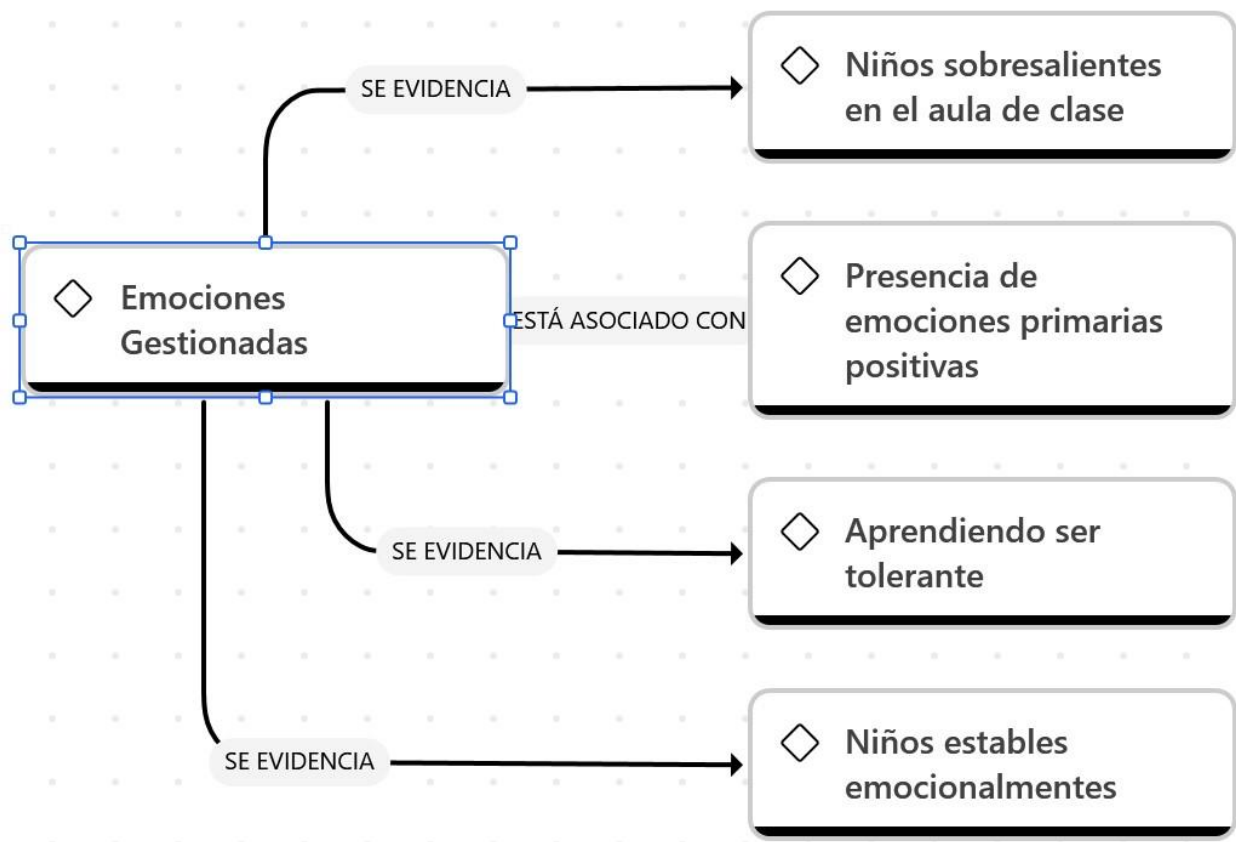 SE EVIDENCIA
Niños sobresalientes
en el aula de clase
Emociones
Gestionadas
ESTÁ ASOCIADO CON
Presencia de
emociones primarias
positivas
SE EVIDENCIA
Aprendiendo ser
tolerante
SE EVIDENCIA
Niños estables
emocionalmentes